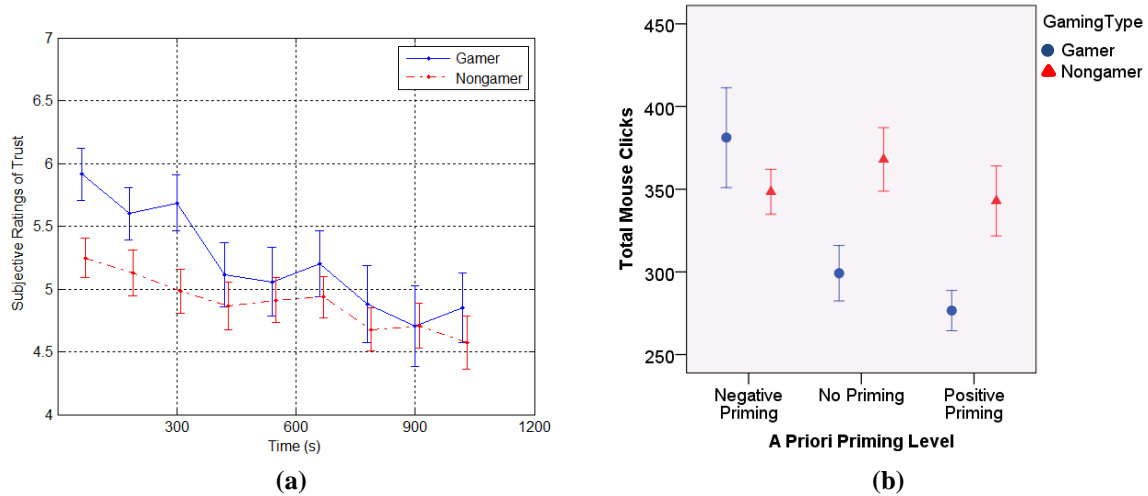 7
6.5
6
5.5
5
4.5
4
Subjective Ratings of Trust
Gamer
Nongamer
300
600
900
1200
Time (s)
(a)
450
400
350
300
250
Total Mouse Clicks
GamingType
Gamer
Nongamer
Negative
Priming
No Priming
Positive
Priming
A Priori Priming Level
(b)